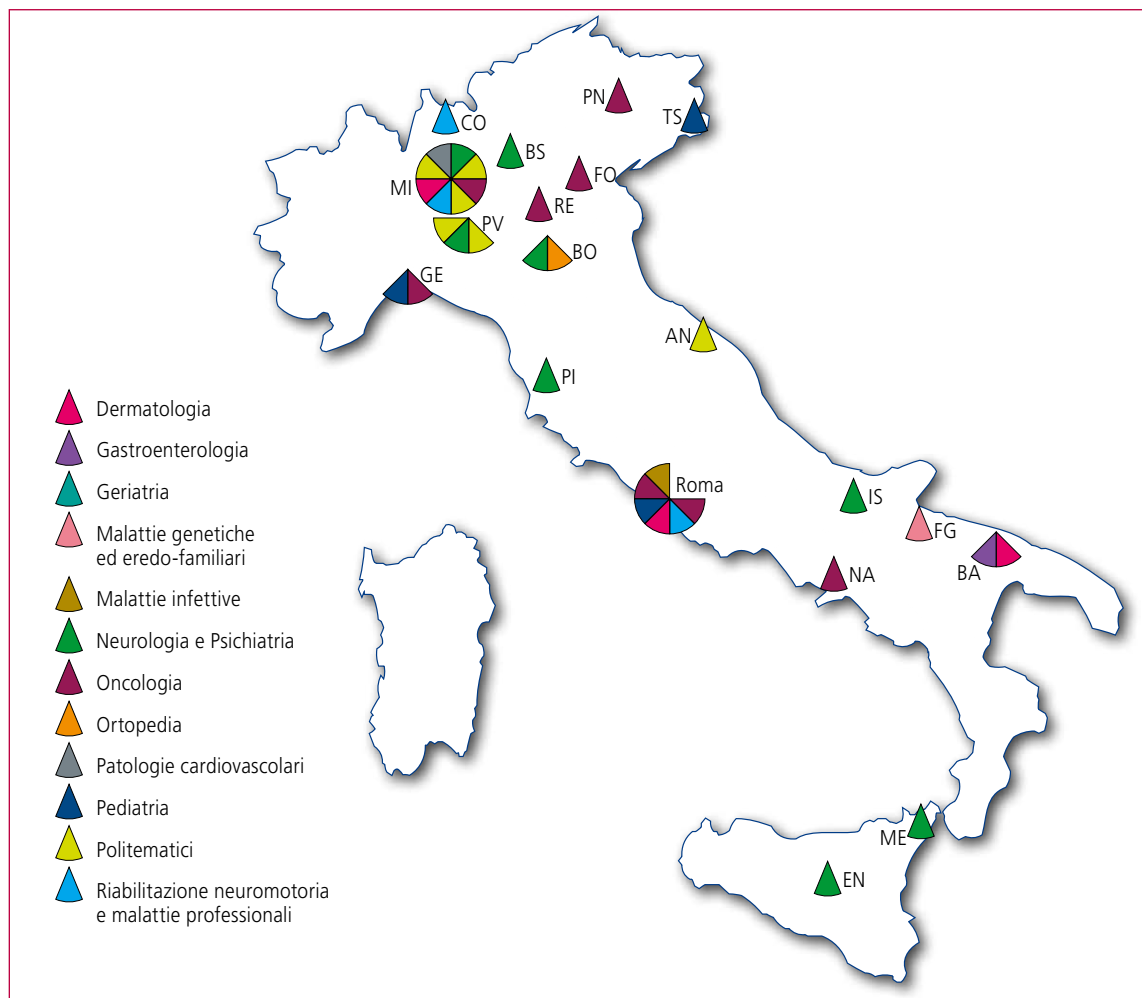 PN
TS
CO
BS
MI
FO
RE
PV
BO
GE
AN
PI
Roma
IS
FG
BA
NA
ME
EN
Dermatologia
Gastroenterologia
Geriatria
Malattie genetiche
ed eredo-familiari
Malattie infettive
Neurologia e Psichiatria
Oncologia
Ortopedia
Patologie cardiovascolari
Pediatria
Politematici
Riabilitazione neuromotoria
e malattie professionali